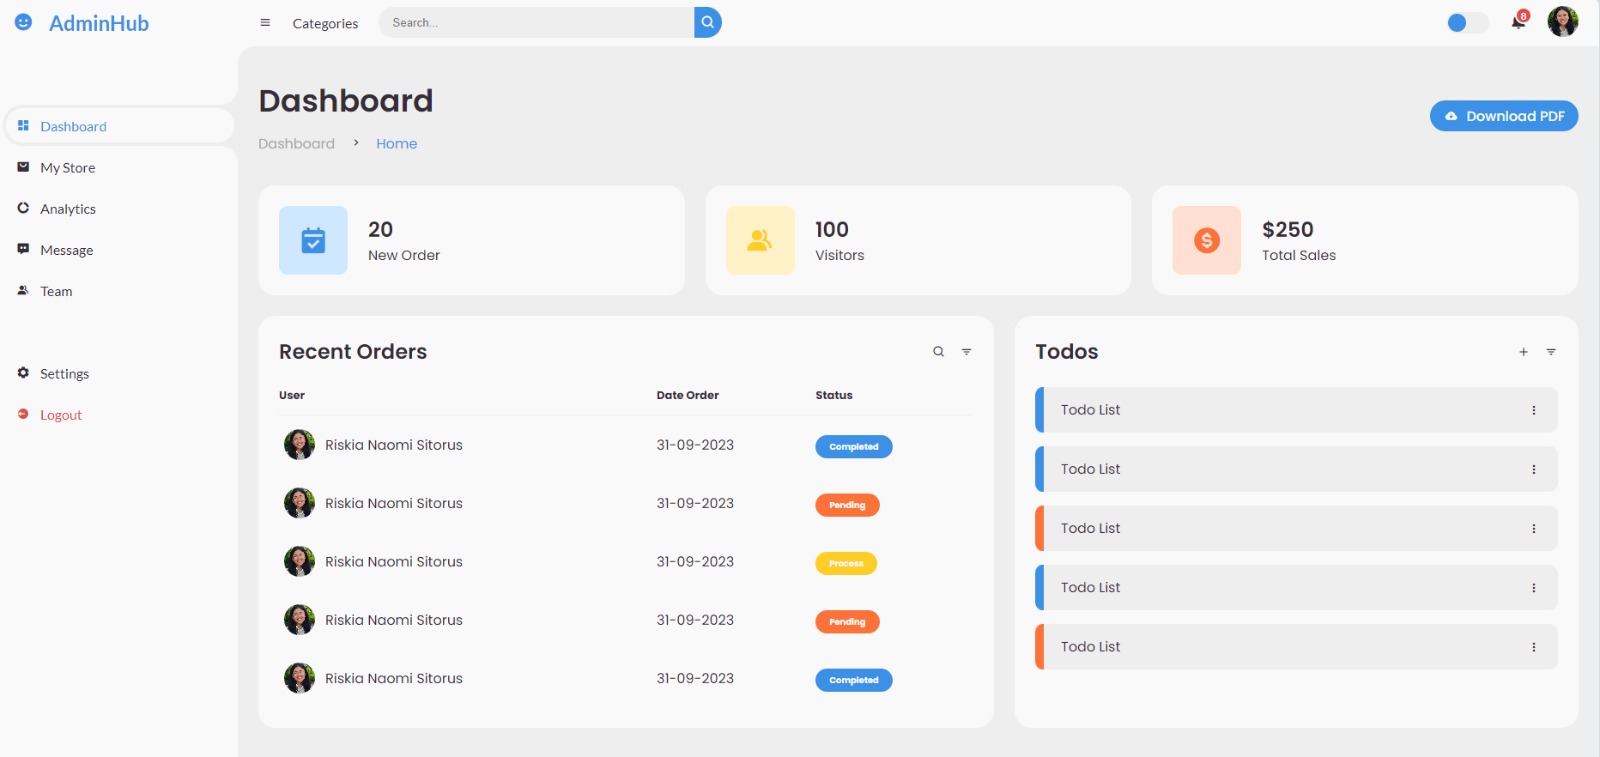 AdminHub
Categories
Search...
8
Dashboard
My Store
Analytics
Message
Team
Settings
Logout
Dashboard
Dashboard > Home
Download PDF
20
New Order
100
Visitors
$250
Total Sales
Recent Orders
User Date Order Status
Riskia Naomi Sitorus 31-09-2023 Completed
Riskia Naomi Sitorus 31-09-2023 Pending
Riskia Naomi Sitorus 31-09-2023 Process
Riskia Naomi Sitorus 31-09-2023 Pending
Riskia Naomi Sitorus 31-09-2023 Completed
Todos
Todo List
Todo List
Todo List
Todo List
Todo List